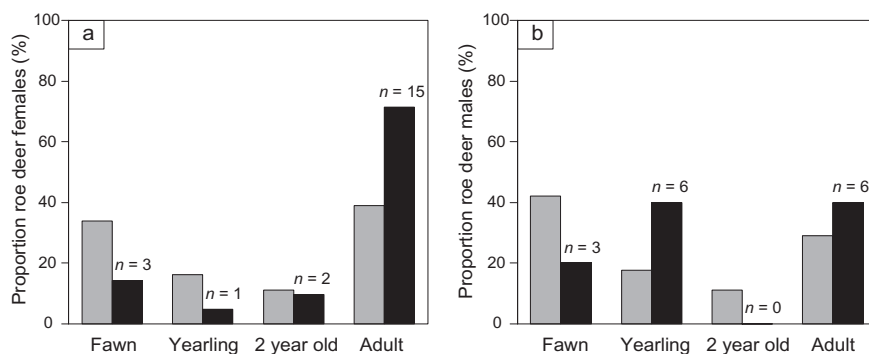 a
Proportion roe deer females (%)
100
80
60
40
20
0
n = 3
n = 1
n = 2
n = 15
Fawn Yearling 2 year old Adult
b
Proportion roe deer males (%)
100
80
60
40
20
0
n = 3
n = 6
n = 0
n = 6
Fawn Yearling 2 year old Adult